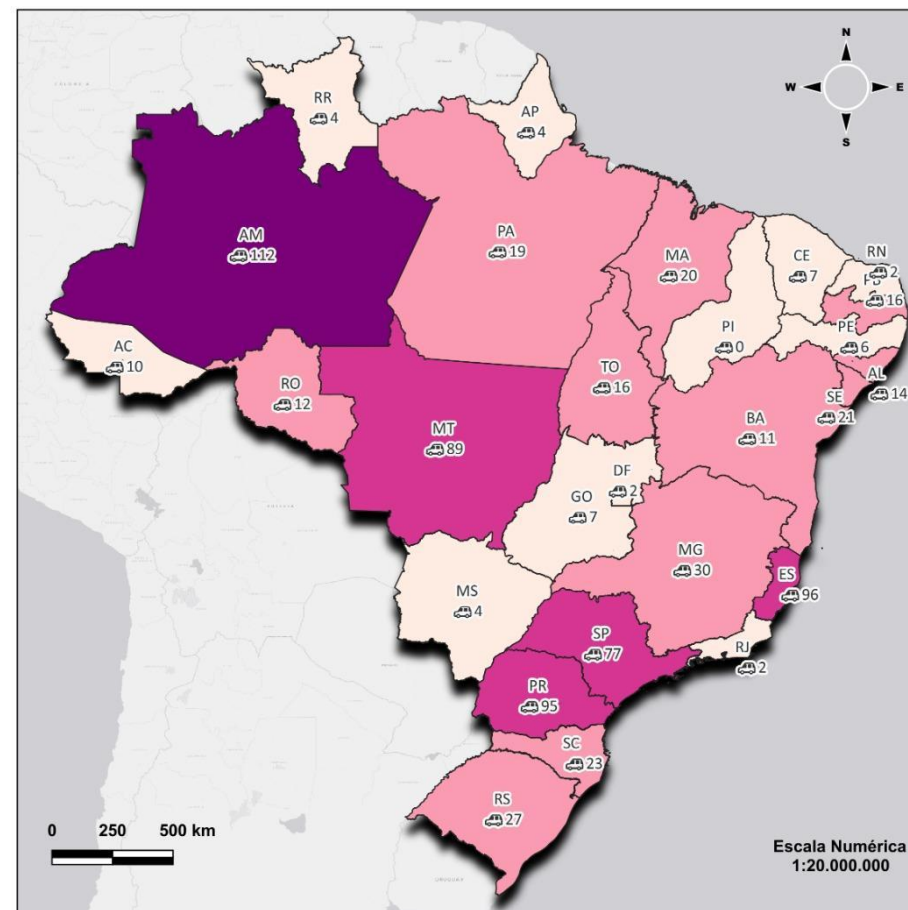 N
W
E
S
RR
4
AP
4
AM
112
PA
19
MA
20
CE
7
RN
2
PB
16
PI
0
PE
6
AC
10
RO
12
TO
16
AL
14
SE
21
BA
11
MT
89
DF
2
GO
7
MG
30
ES
96
MS
4
SP
77
RJ
2
PR
95
SC
23
RS
27
0 250 500 km
Escala Numérica
1:20.000.000
URUGUAY